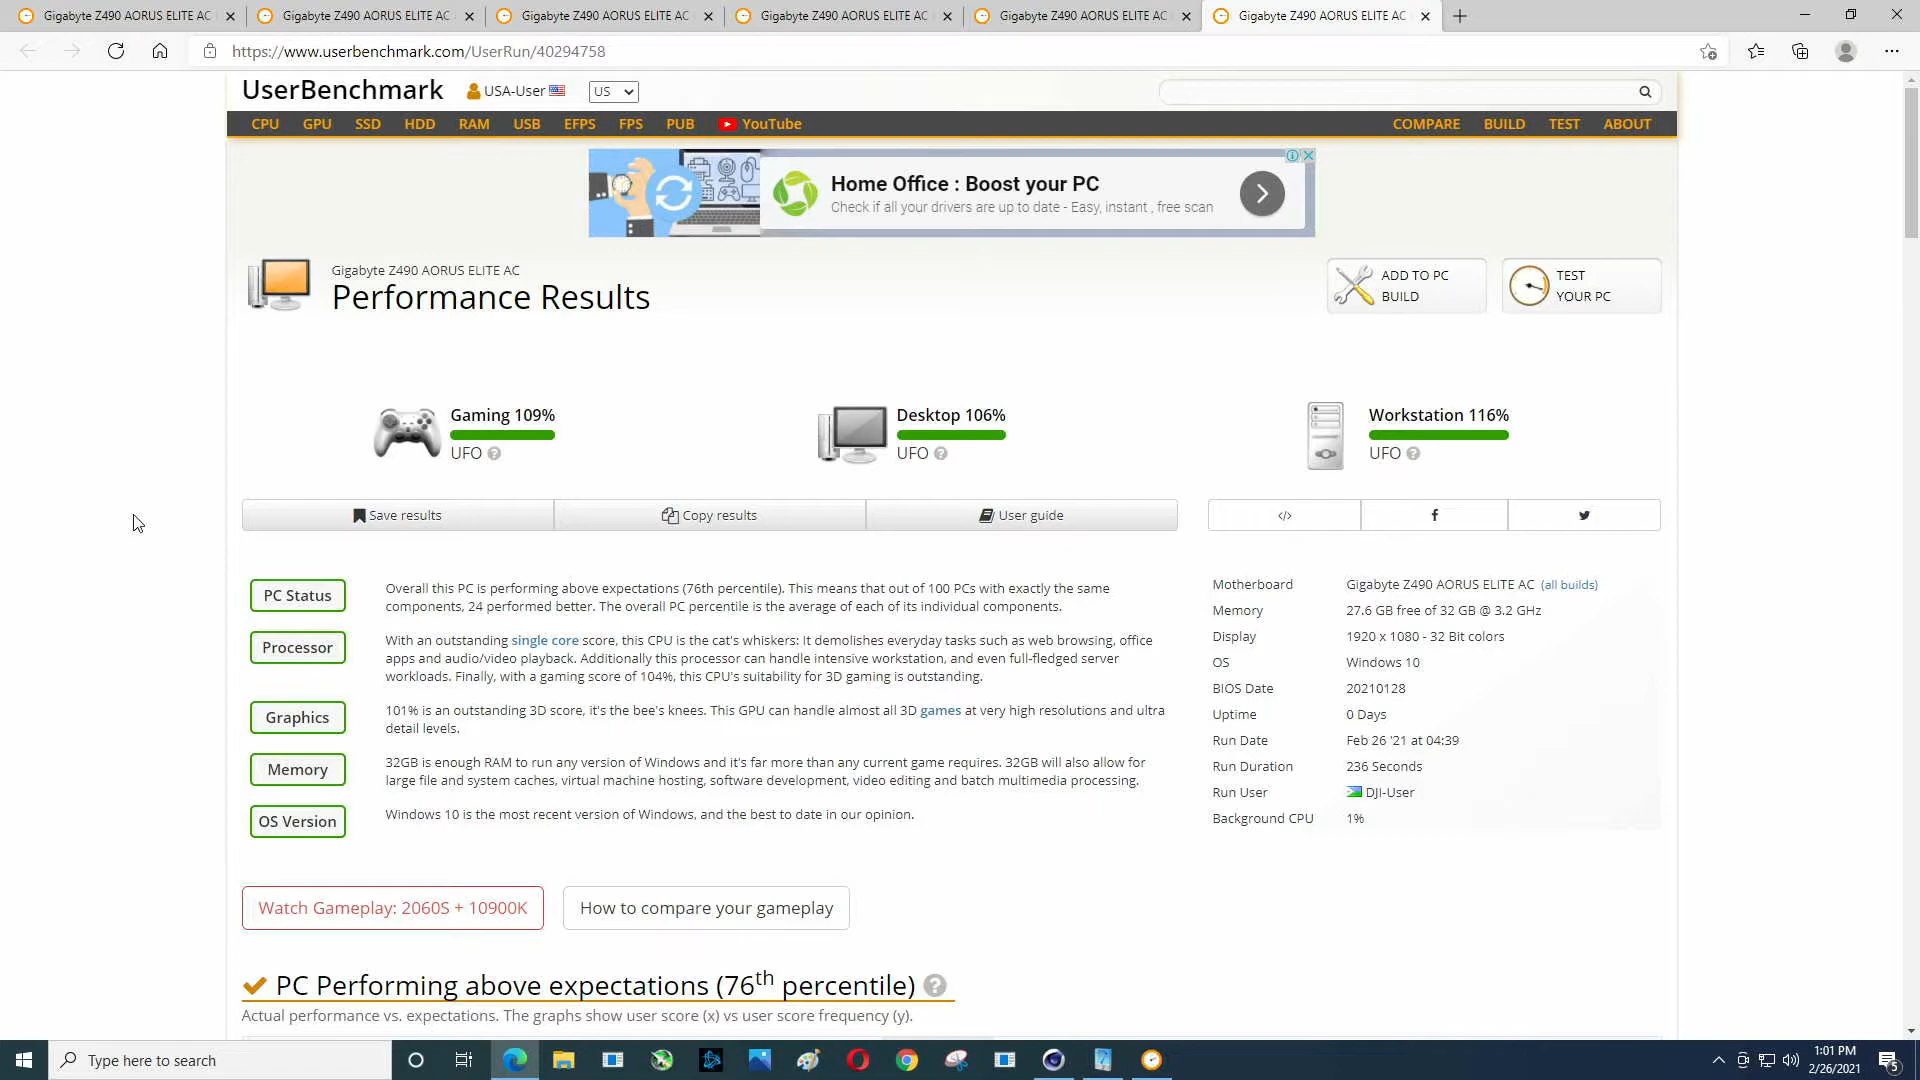 Gigabyte Z490 AORUS ELITE AC
Gigabyte Z490 AORUS ELITE AC
Gigabyte Z490 AORUS ELITE AC
Gigabyte Z490 AORUS ELITE AC
Gigabyte Z490 AORUS ELITE AC
Gigabyte Z490 AORUS ELITE AC
https://www.userbenchmark.com/UserRun/40294758
UserBenchmark USA-User US
CPU GPU SSD HDD RAM USB EFPS FPS PUB YouTube COMPARE BUILD TEST ABOUT
Home Office : Boost your PC
Check if all your drivers are up to date - Easy, instant , free scan
Gigabyte Z490 AORUS ELITE AC
Performance Results
ADD TO PC
BUILD
TEST
YOUR PC
Gaming 109%
UFO
Desktop 106%
UFO
Workstation 116%
UFO
Save results Copy results User guide </>
PC Status
Overall this PC is performing above expectations (76th percentile). This means that out of 100 PCs with exactly the same
components, 24 performed better. The overall PC percentile is the average of each of its individual components.
Processor
With an outstanding single core score, this CPU is the cat's whiskers: It demolishes everyday tasks such as web browsing, office
apps and audio/video playback. Additionally this processor can handle intensive workstation, and even full-fledged server
workloads. Finally, with a gaming score of 104%, this CPU's suitability for 3D gaming is outstanding.
Graphics
101% is an outstanding 3D score, it's the bee's knees. This GPU can handle almost all 3D games at very high resolutions and ultra
detail levels.
Memory
32GB is enough RAM to run any version of Windows and it's far more than any current game requires. 32GB will also allow for
large file and system caches, virtual machine hosting, software development, video editing and batch multimedia processing.
OS Version
Windows 10 is the most recent version of Windows, and the best to date in our opinion.
Motherboard Gigabyte Z490 AORUS ELITE AC (all builds)
Memory 27.6 GB free of 32 GB @ 3.2 GHz
Display 1920 x 1080 - 32 Bit colors
OS Windows 10
BIOS Date 20210128
Uptime 0 Days
Run Date Feb 26 '21 at 04:39
Run Duration 236 Seconds
Run User DJI-User
Background CPU 1%
Watch Gameplay: 2060S + 10900K How to compare your gameplay
PC Performing above expectations (76th percentile)
Actual performance vs. expectations. The graphs show user score (x) vs user score frequency (y).
Type here to search
1:01 PM
2/26/2021
5